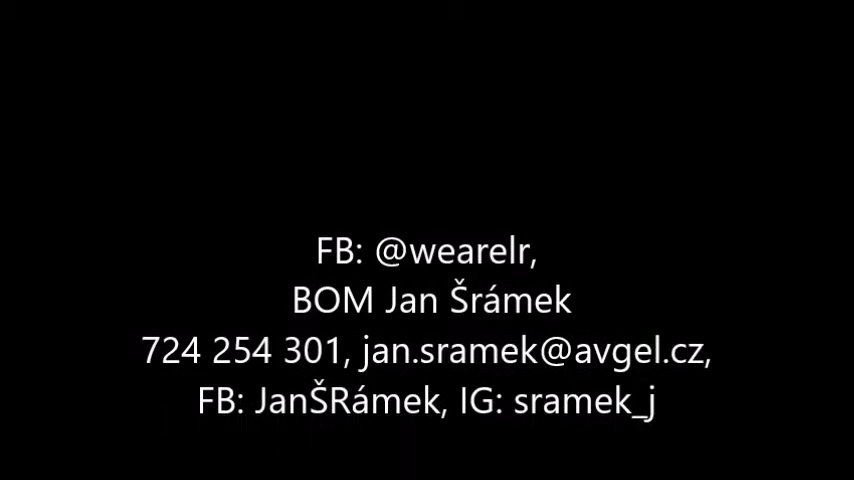 FB: @wearelr,
BOM Jan Šrámek
724 254 301, jan.sramek@avgel.cz,
FB: JanŠRámek, IG: sramek_j